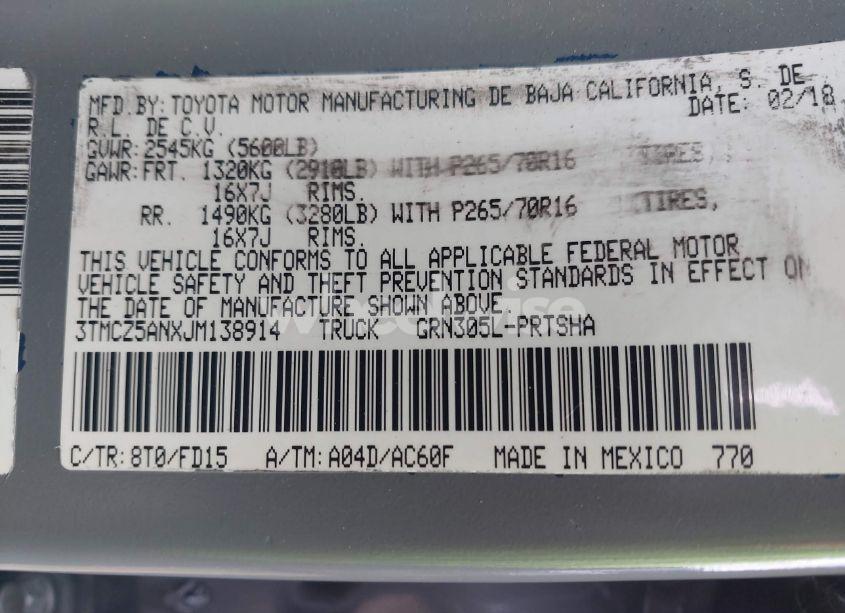 MFD.BY:TOYOTA MOTOR MANUFACTURING DE BAJA CALIFORNIA, S. DE
R.L. DE C.V. DATE: 02/18
GVWR:2545KG (5600LB)
GAWR:FRT. 1320KG (2910LB) WITH P265/70R16 TIRES,
16X7J RIMS.
RR. 1490KG (3280LB) WITH P265/70R16 TIRES,
16X7J RIMS.
THIS VEHICLE CONFORMS TO ALL APPLICABLE FEDERAL MOTOR
VEHICLE SAFETY AND THEFT PREVENTION STANDARDS IN EFFECT ON
THE DATE OF MANUFACTURE SHOWN ABOVE.
3TMCZ5ANXJM138914 TRUCK GRN305L-PRTSHA
C/TR:8T0/FD15 A/TM:A04D/AC60F MADE IN MEXICO 770